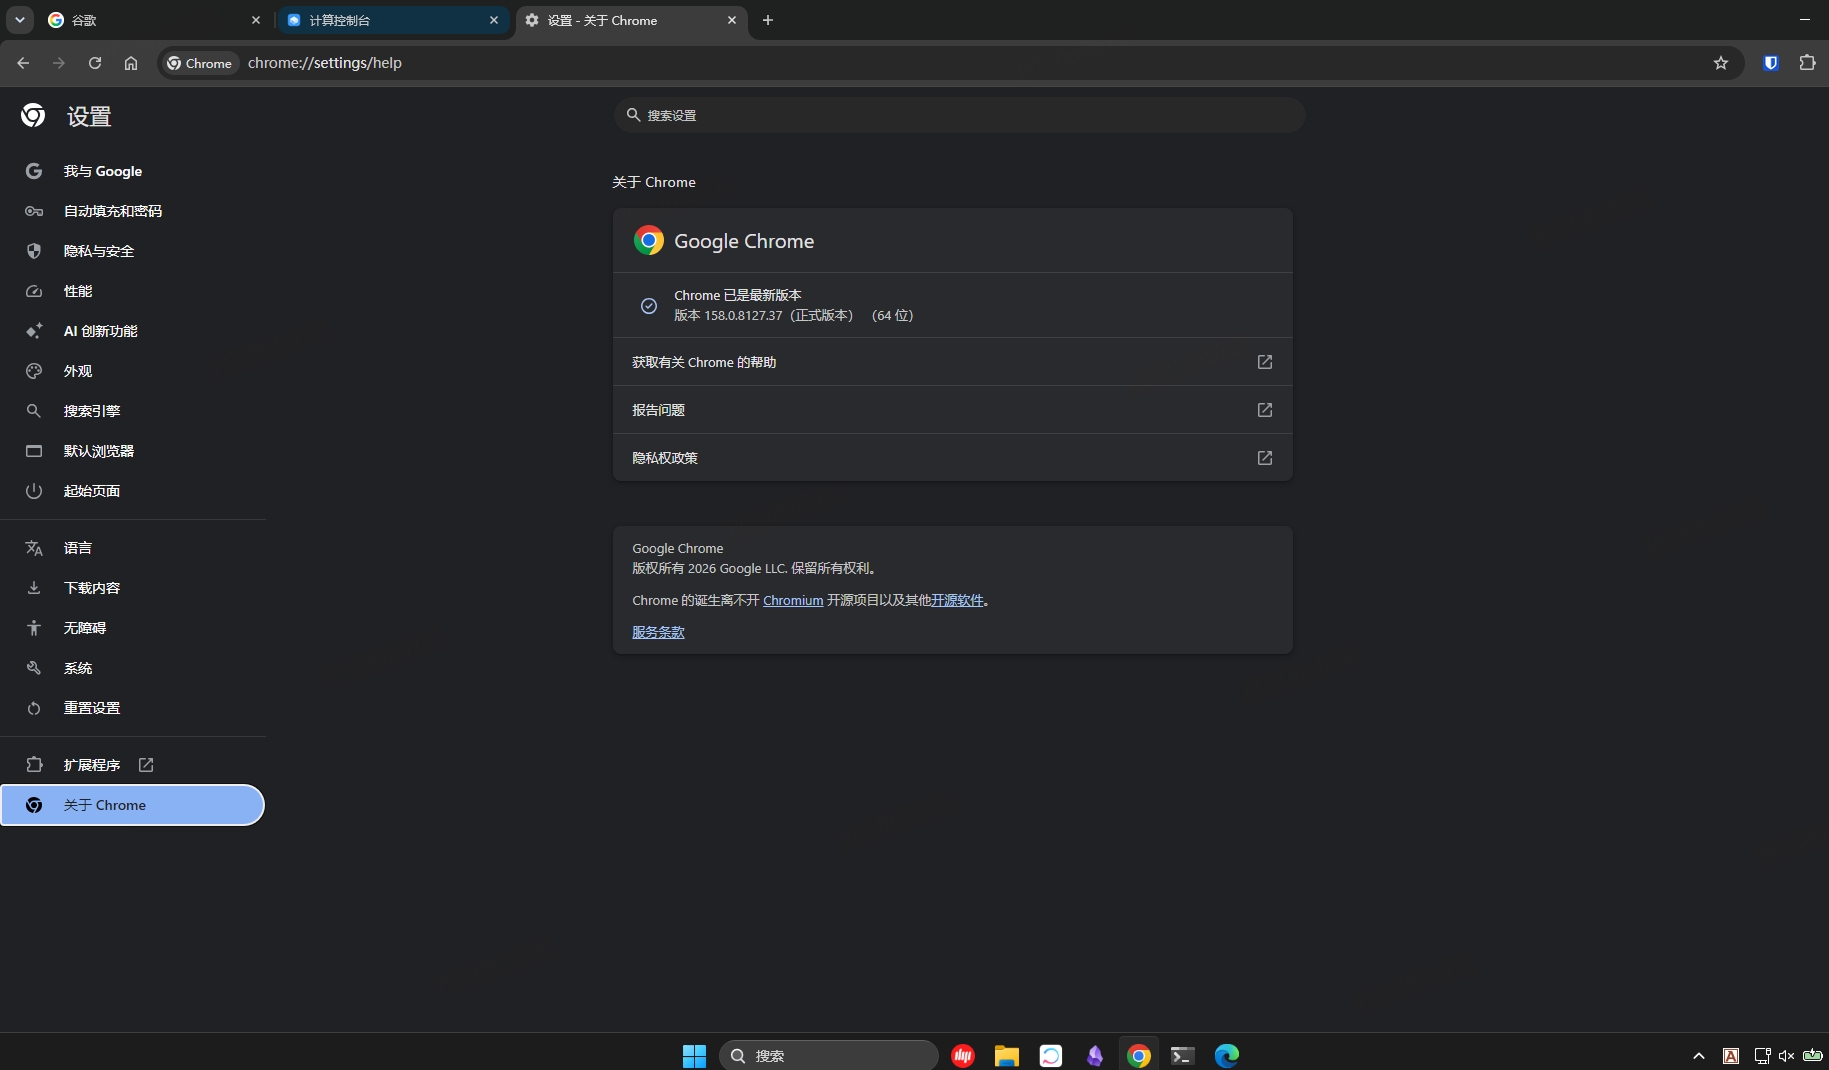 谷歌
计算控制台
设置 - 关于 Chrome
Chrome
chrome://settings/help
设置
搜索设置
我与 Google
自动填充和密码
隐私与安全
性能
AI 创新功能
外观
搜索引擎
默认浏览器
起始页面
语言
下载内容
无障碍
系统
重置设置
扩展程序
关于 Chrome
关于 Chrome
Google Chrome
Chrome 已是最新版本
版本 158.0.8127.37（正式版本） （64 位）
获取有关 Chrome 的帮助
报告问题
隐私权政策
Google Chrome
版权所有 2026 Google LLC. 保留所有权利。
Chrome 的诞生离不开 Chromium 开源项目以及其他开源软件。
服务条款
搜索
A